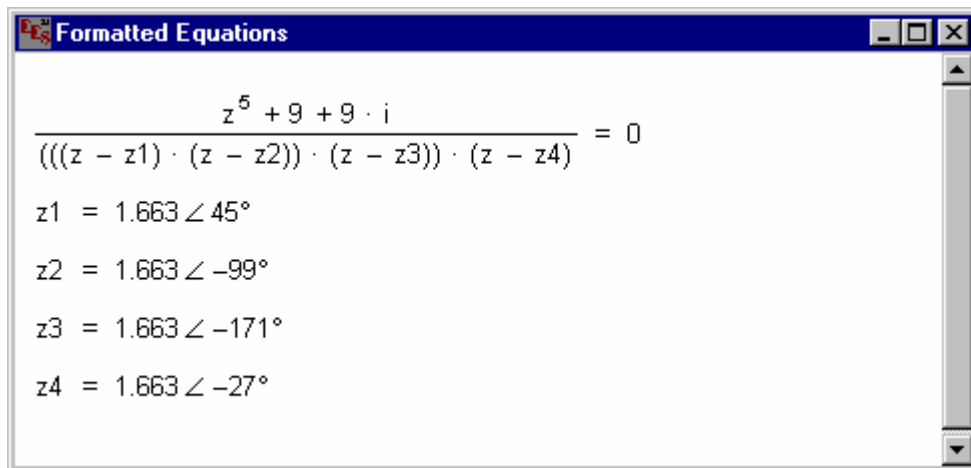 EES Formatted Equations
z^5 + 9 + 9 · i
(((z – z1) · (z – z2)) · (z – z3)) · (z – z4) = 0
z1 = 1.663 ∠ 45°
z2 = 1.663 ∠ –99°
z3 = 1.663 ∠ –171°
z4 = 1.663 ∠ –27°